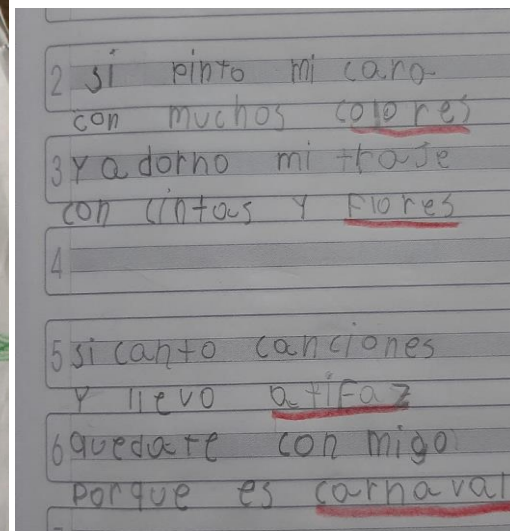 2 si pinto mi cara
con muchos colores
3 Y adorno mi traje
con cintas y Flores
4
5 si canto canciones
Y llevo atifaz
6 quedate con migo
Porque es carnaval